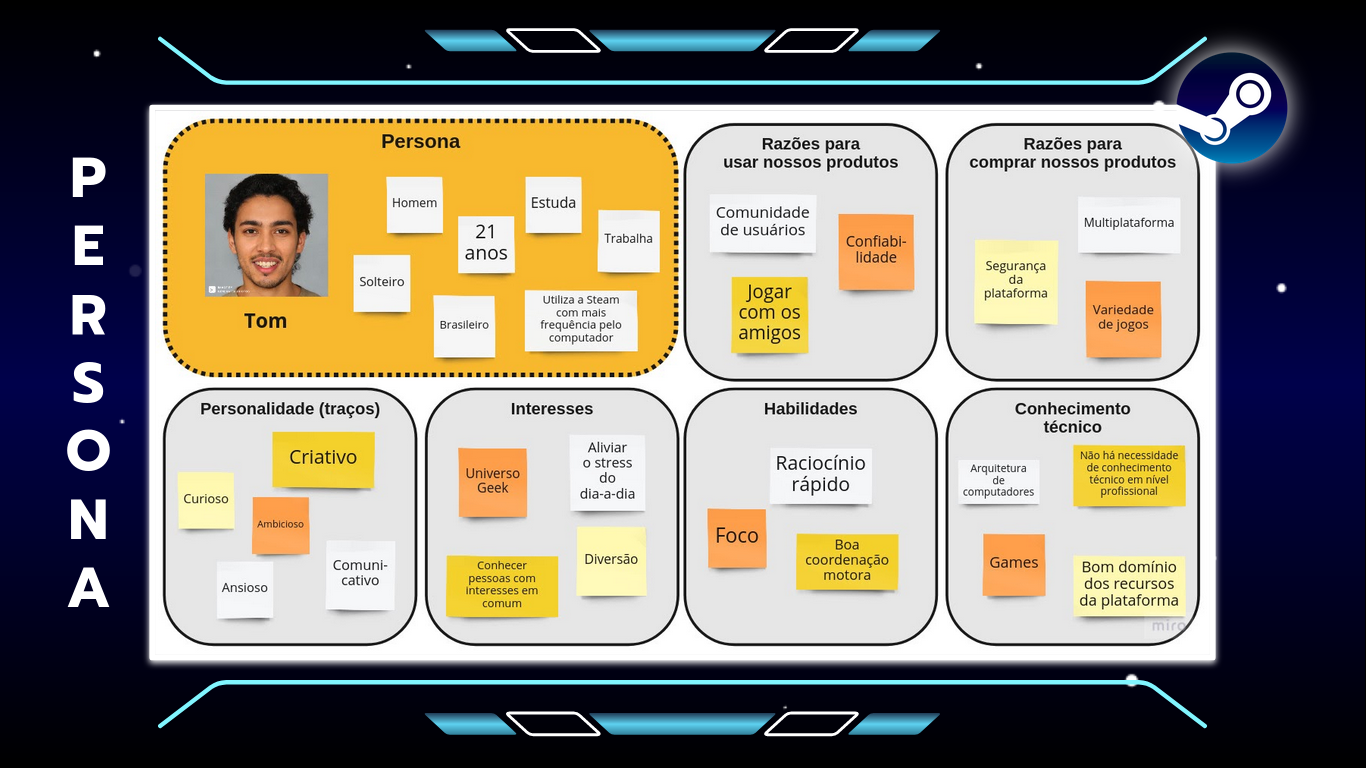 PERSONA
Persona
Tom
Homem
21
anos
Estuda
Trabalha
Solteiro
Brasileiro
Utiliza a Steam
com mais
frequência pelo
computador
Razões para
usar nossos produtos
Comunidade
de usuários
Confiabi-
lidade
Jogar
com os
amigos
Razões para
comprar nossos produtos
Multiplataforma
Segurança
da
plataforma
Variedade
de jogos
Personalidade (traços)
Criativo
Curioso
Ambicioso
Ansioso
Comuni-
cativo
Interesses
Universo
Geek
Aliviar
o stress
do
dia-a-dia
Conhecer
pessoas com
interesses em
comum
Diversão
Habilidades
Raciocínio
rápido
Foco
Boa
coordenação
motora
Conhecimento
técnico
Arquitetura
de
computadores
Não há necessidade
de conhecimento
técnico em nível
profissional
Games
Bom domínio
dos recursos
da plataforma
miro